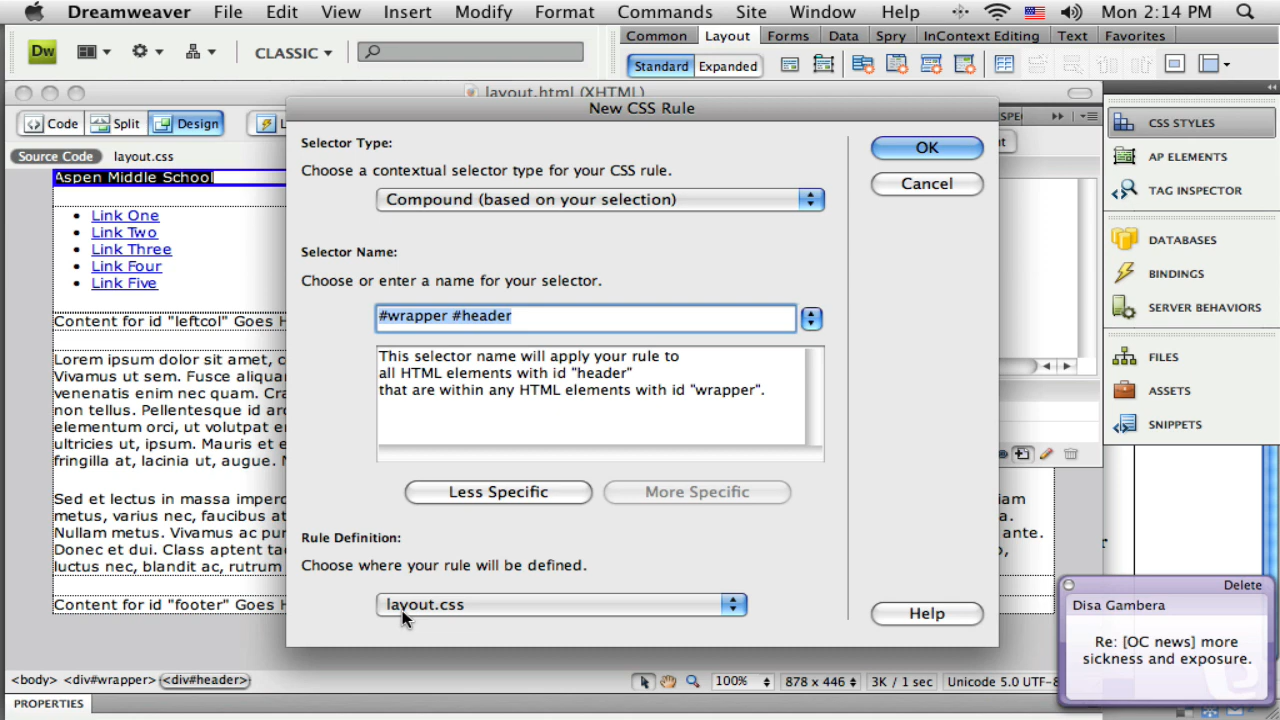 Dreamweaver File Edit View Insert Modify Format Commands Site Window Help Mon 2:14 PM
Dw CLASSIC
Common Layout Forms Data Spry InContext Editing Text Favorites
Standard Expanded
layout.html (XHTML)
New CSS Rule
Code Split Design
Source Code layout.css
Aspen Middle School
Link One
Link Two
Link Three
Link Four
Link Five
Content for id "leftcol" Goes H
Lorem ipsum dolor sit amet, c
Vivamus ut sem. Fusce aliqua
venenatis enim nec quam. Cra
non tellus. Pellentesque id ar
elementum orci, ut volutpat e
ultricies ut, ipsum. Mauris et
fringilla at, lacinia ut, augue.
Sed et lectus in massa imperd
metus, varius nec, faucibus at
Nullam metus. Vivamus ac pur
Donec et dui. Class aptent ta
luctus nec, blandit ac, rutrum
Content for id "footer" Goes H
Selector Type:
Choose a contextual selector type for your CSS rule.
Compound (based on your selection)
Selector Name:
Choose or enter a name for your selector.
#wrapper #header
This selector name will apply your rule to
all HTML elements with id "header"
that are within any HTML elements with id "wrapper".
Less Specific More Specific
Rule Definition:
Choose where your rule will be defined.
layout.css
OK
Cancel
Help
CSS STYLES
AP ELEMENTS
TAG INSPECTOR
DATABASES
BINDINGS
SERVER BEHAVIORS
FILES
ASSETS
SNIPPETS
ante.
Delete
Disa Gambera
Re: [OC news] more
sickness and exposure.
<body> <div#wrapper> <div#header> 100% 878 x 446 3K / 1 sec Unicode 5.0 UTF-8
PROPERTIES